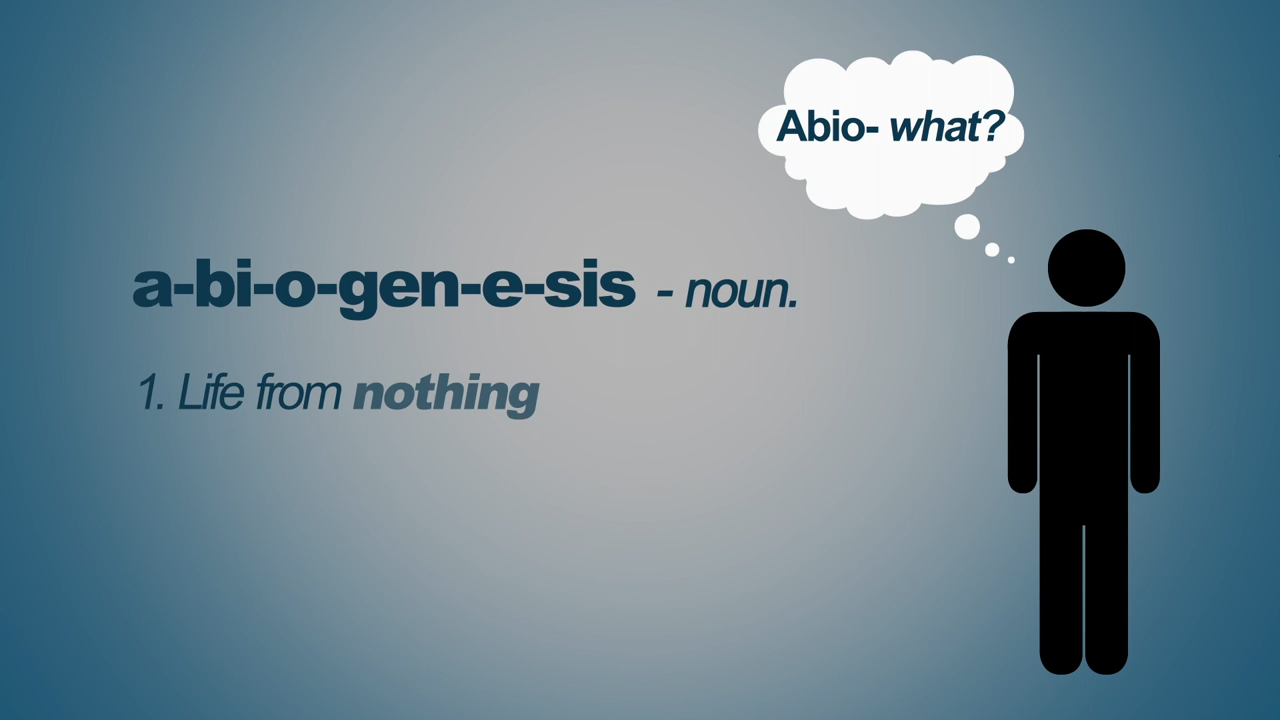 Abio- what?
a-bi-o-gen-e-sis - noun.
1. Life from nothing